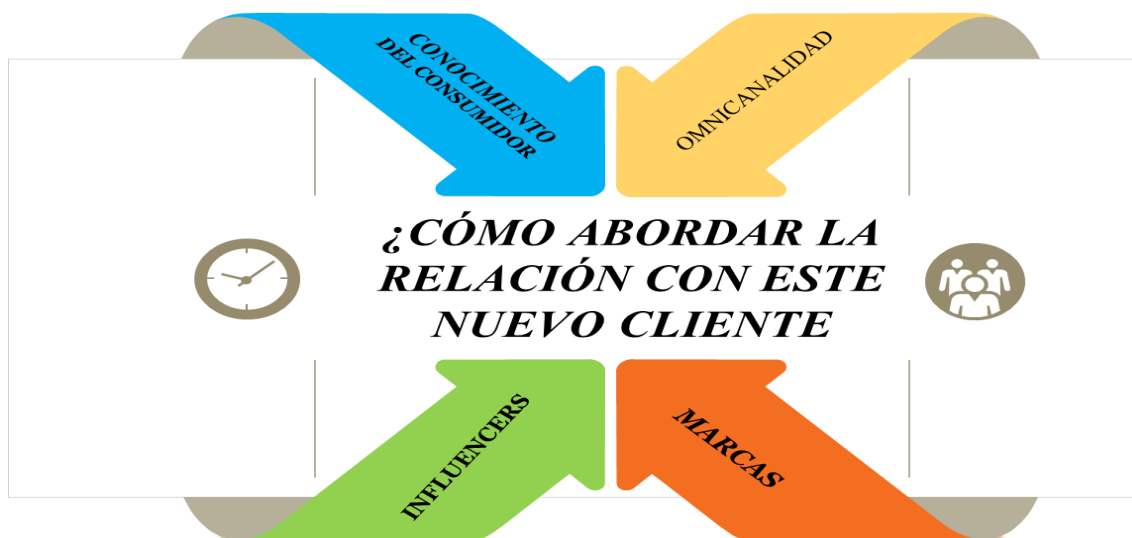 CONOCIMIENTO
DEL CONSUMIDOR
OMNICANALIDAD
¿CÓMO ABORDAR LA
RELACIÓN CON ESTE
NUEVO CLIENTE
INFLUENCERS
MARCAS